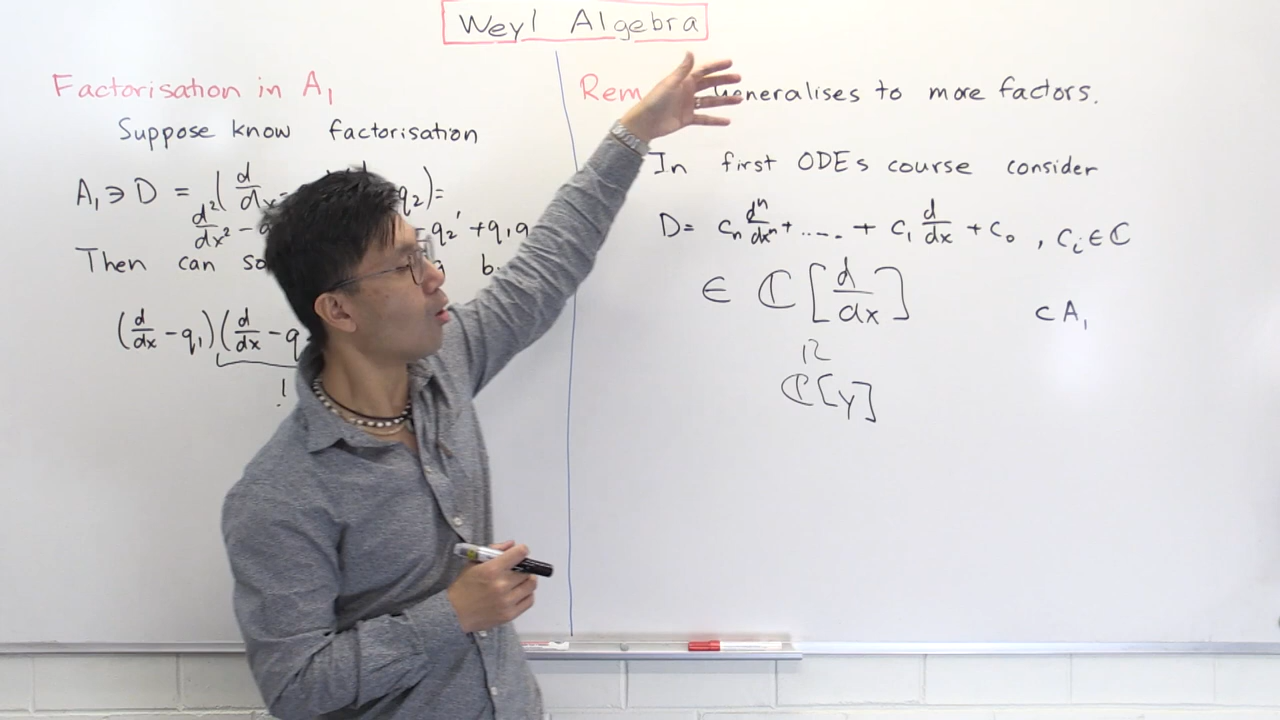 Weyl Algebra
Factorisation in A₁
Suppose know factorisation
A₁ ∋ D = (d/dx q₂) =
d²/dx² - q₂' + q₁q
Then can so b.
(d/dx - q₁)(d/dx - q
!
Rem generalises to more factors.
In first ODEs course consider
D = cₙ dⁿ/dxⁿ + ..... + c₁ d/dx + c₀ , cᵢ ∈ ℂ
∈ ℂ[d/dx] ⊂ A₁
≅
ℂ[y]